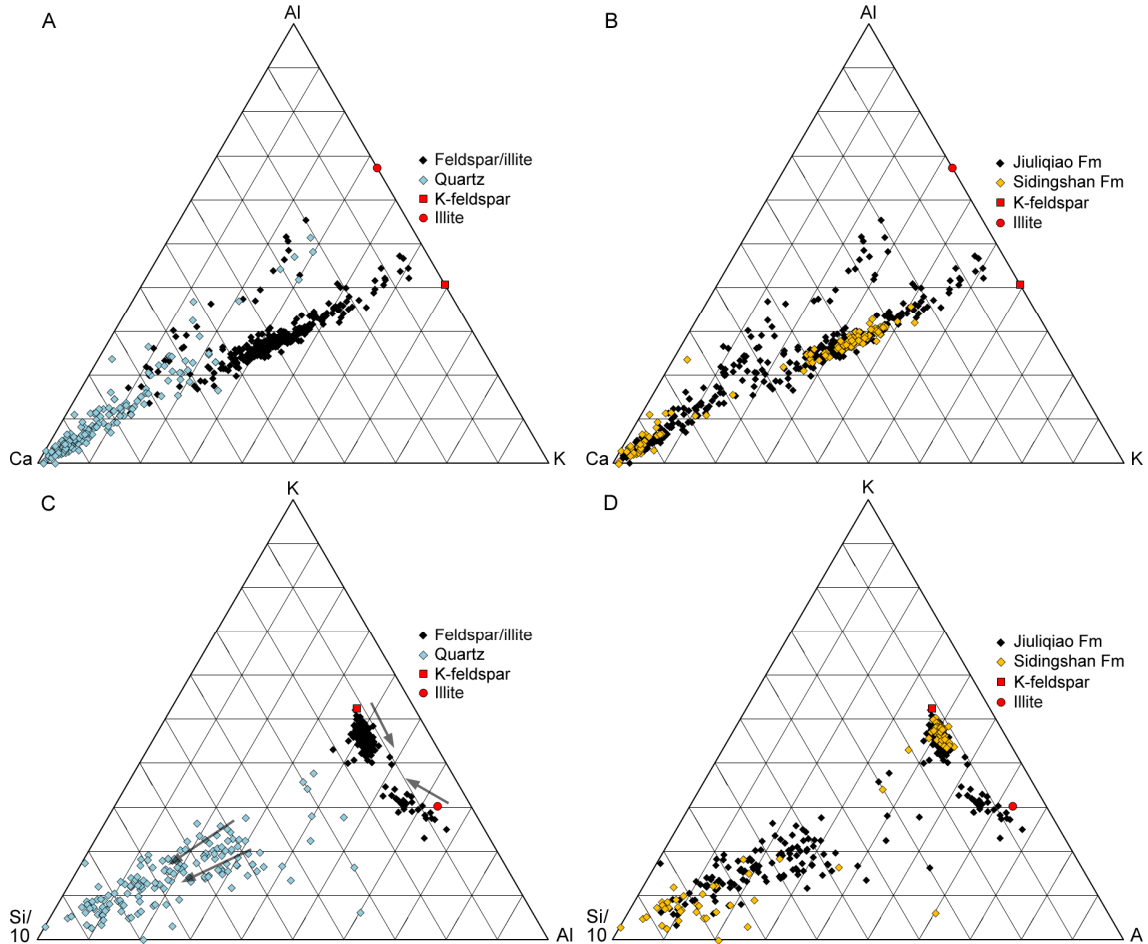 A
Al
Feldspar/illite
Quartz
K-feldspar
Illite
Ca
K
B
Al
Jiuliqiao Fm
Sidingshan Fm
K-feldspar
Illite
Ca
K
C
K
Feldspar/illite
Quartz
K-feldspar
Illite
Si/
10
Al
D
K
Jiuliqiao Fm
Sidingshan Fm
K-feldspar
Illite
Si/
10
A